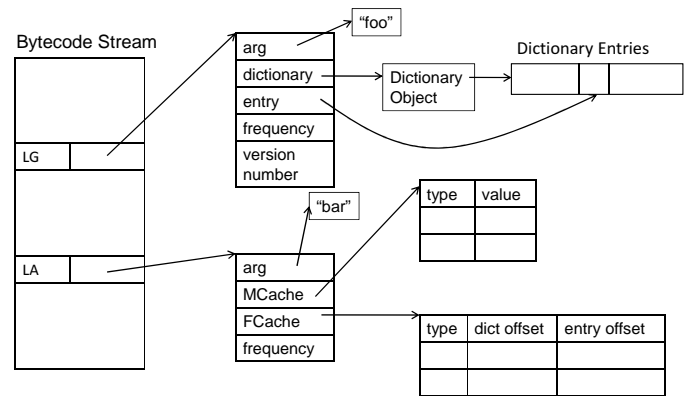 Bytecode Stream
LG
LA
arg
dictionary
entry
frequency
version
number
“foo”
Dictionary
Object
Dictionary Entries
“bar”
arg
MCache
FCache
frequency
type value
type dict offset entry offset